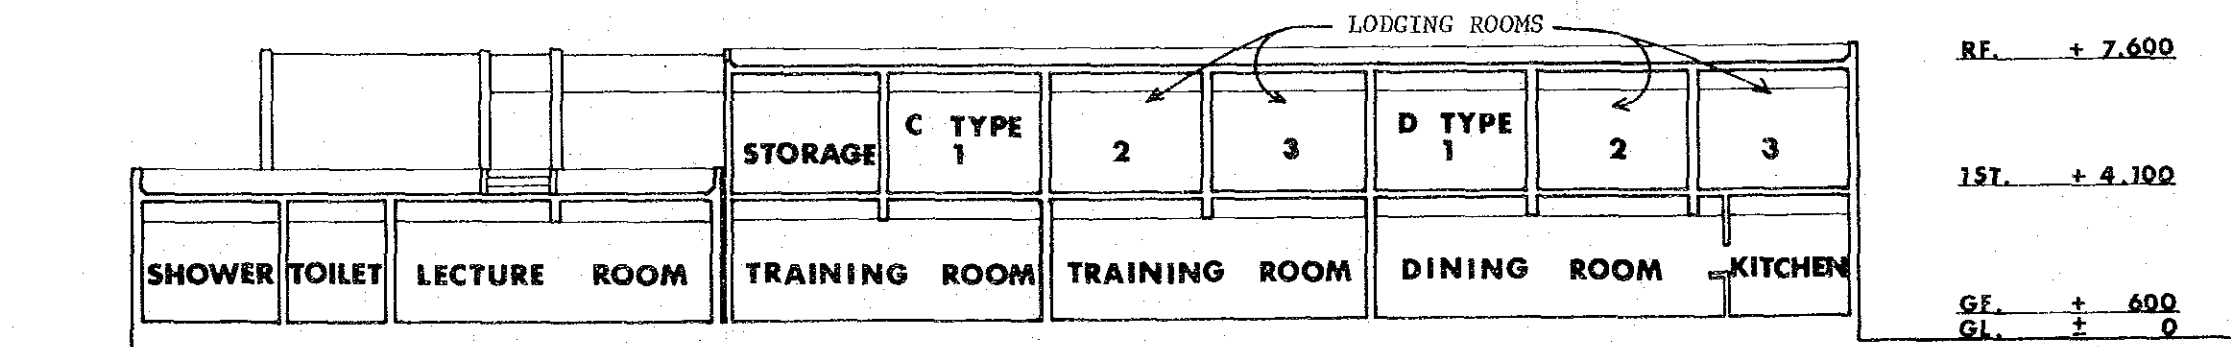 LODGING ROOMS
RF. + 7.600
C TYPE D TYPE
STORAGE 1 2 3 1 2 3
1ST. + 4.100
SHOWER TOILET LECTURE ROOM TRAINING ROOM TRAINING ROOM DINING ROOM KITCHEN
GF. + 600
GL. ± 0